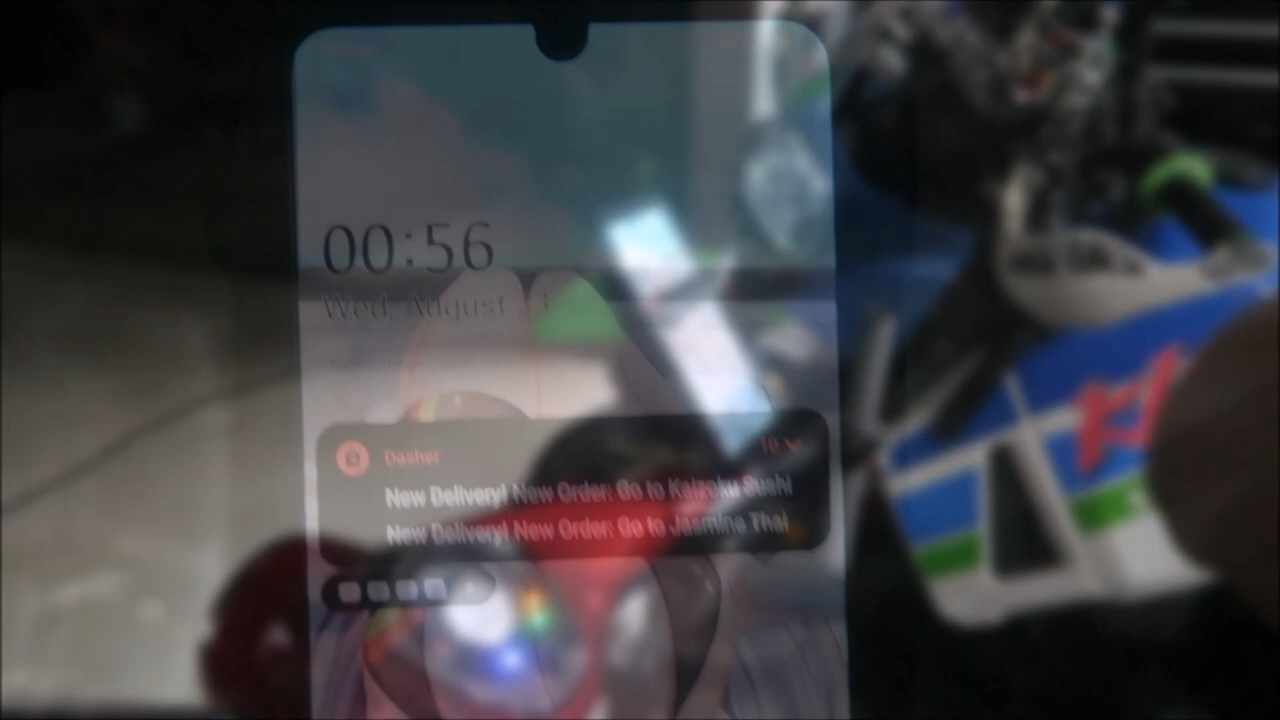 00:56
Wed, August
Dasher
New Delivery! New Order: Go to Kaizoku Sushi
New Delivery! New Order: Go to Jasmine Thai